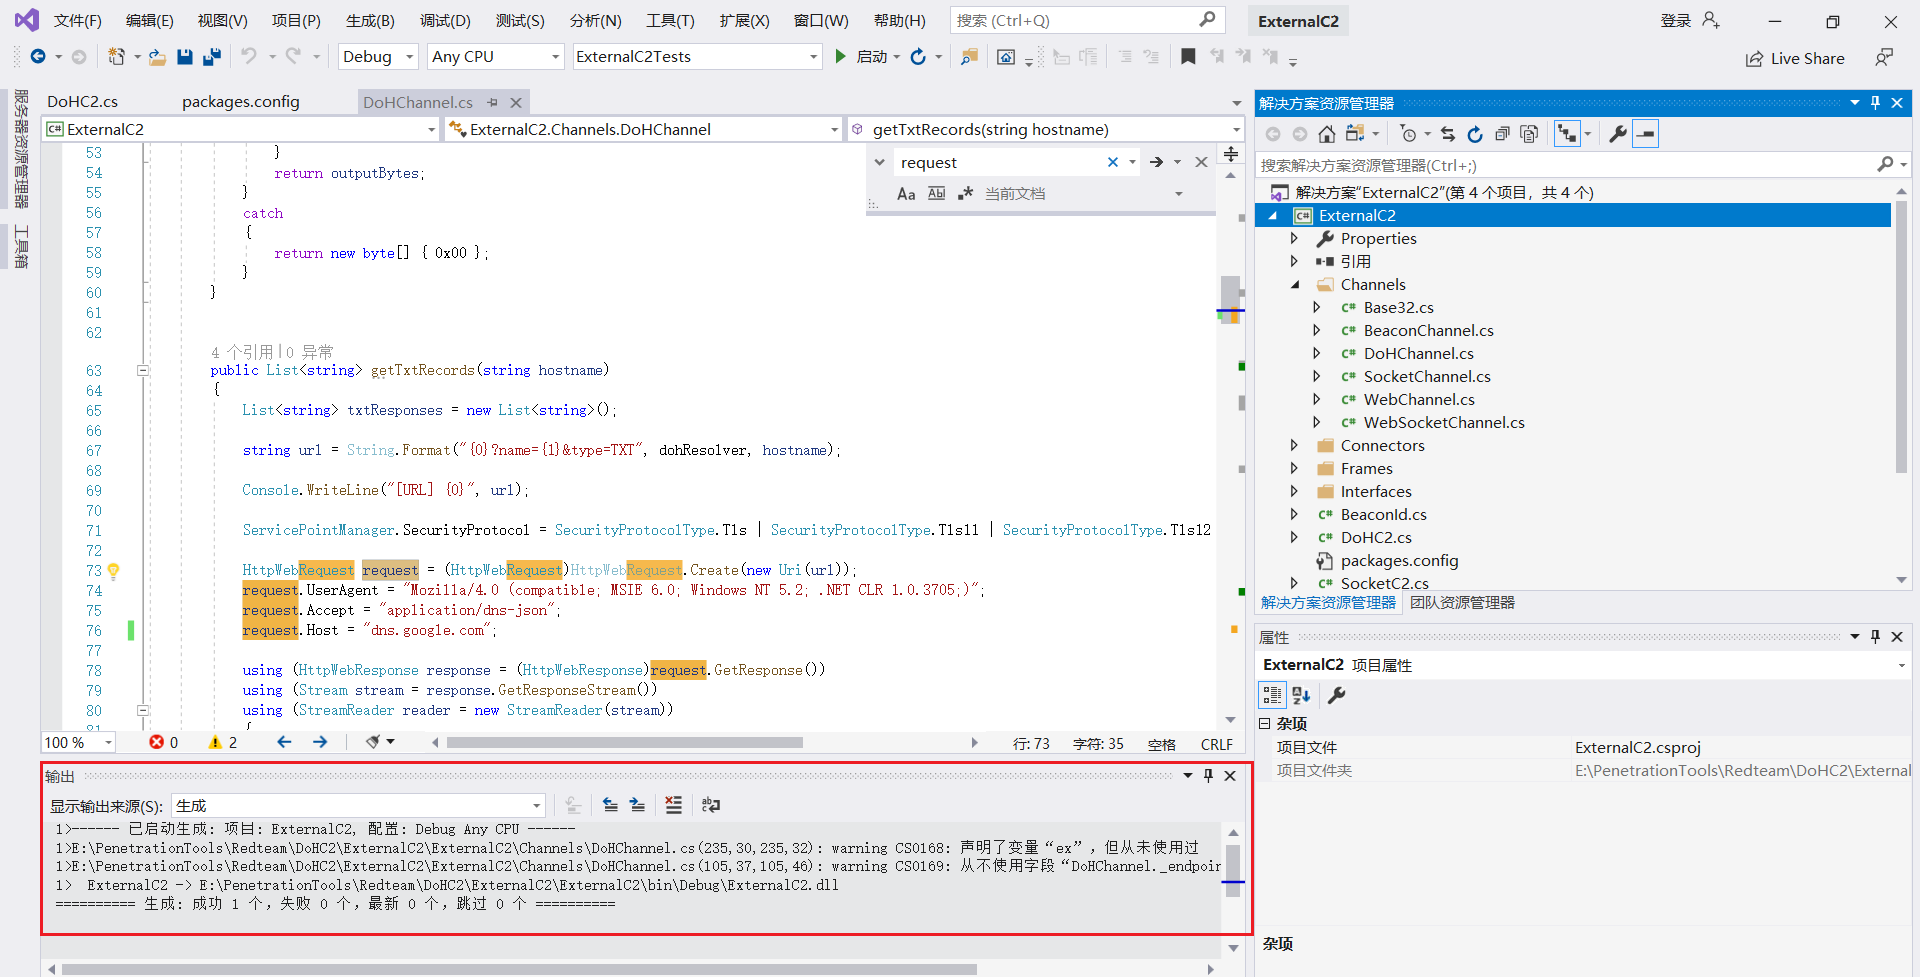 文件(F) 编辑(E) 视图(V) 项目(P) 生成(B) 调试(D) 测试(S) 分析(N) 工具(T) 扩展(X) 窗口(W) 帮助(H) 搜索 (Ctrl+Q) ExternalC2 登录
Debug Any CPU ExternalC2Tests 启动 Live Share
服务器资源管理器
工具箱
DoHC2.cs packages.config DoHChannel.cs
ExternalC2 ExternalC2.Channels.DoHChannel getTxtRecords(string hostname)
request
Aa Abl 当前文档
53 }
54 return outputBytes;
55 }
56 catch
57 {
58 return new byte[] { 0x00 };
59 }
60 }
61
62
4 个引用|0 异常
63 public List<string> getTxtRecords(string hostname)
64 {
65 List<string> txtResponses = new List<string>();
66
67 string url = String.Format("{0}?name={1}&type=TXT", dohResolver, hostname);
68
69 Console.WriteLine("[URL] {0}", url);
70
71 ServicePointManager.SecurityProtocol = SecurityProtocolType.Tls | SecurityProtocolType.Tls11 | SecurityProtocolType.Tls12
72
73 HttpWebRequest request = (HttpWebRequest)HttpWebRequest.Create(new Uri(url));
74 request.UserAgent = "Mozilla/4.0 (compatible; MSIE 6.0; Windows NT 5.2; .NET CLR 1.0.3705;)";
75 request.Accept = "application/dns-json";
76 request.Host = "dns.google.com";
77
78 using (HttpWebResponse response = (HttpWebResponse)request.GetResponse())
79 using (Stream stream = response.GetResponseStream())
80 using (StreamReader reader = new StreamReader(stream))
81 {
100 % 0 2 行: 73 字符: 35 空格 CRLF
输出
显示输出来源(S): 生成
1>------ 已启动生成: 项目: ExternalC2, 配置: Debug Any CPU ------
1>E:\PenetrationTools\Redteam\DoHC2\ExternalC2\ExternalC2\Channels\DoHChannel.cs(235,30,235,32): warning CS0168: 声明了变量“ex”，但从未使用过
1>E:\PenetrationTools\Redteam\DoHC2\ExternalC2\ExternalC2\Channels\DoHChannel.cs(105,37,105,46): warning CS0169: 从不使用字段“DoHChannel._endpoin
1> ExternalC2 -> E:\PenetrationTools\Redteam\DoHC2\ExternalC2\ExternalC2\bin\Debug\ExternalC2.dll
========== 生成: 成功 1 个，失败 0 个，最新 0 个，跳过 0 个 ==========
解决方案资源管理器
搜索解决方案资源管理器(Ctrl+;)
解决方案“ExternalC2”(第 4 个项目，共 4 个)
ExternalC2
Properties
引用
Channels
C# Base32.cs
C# BeaconChannel.cs
C# DoHChannel.cs
C# SocketChannel.cs
C# WebChannel.cs
C# WebSocketChannel.cs
Connectors
Frames
Interfaces
C# BeaconId.cs
C# DoHC2.cs
packages.config
C# SocketC2.cs
解决方案资源管理器 团队资源管理器
属性
ExternalC2 项目属性
杂项
项目文件 ExternalC2.csproj
项目文件夹 E:\PenetrationTools\Redteam\DoHC2\External
杂项